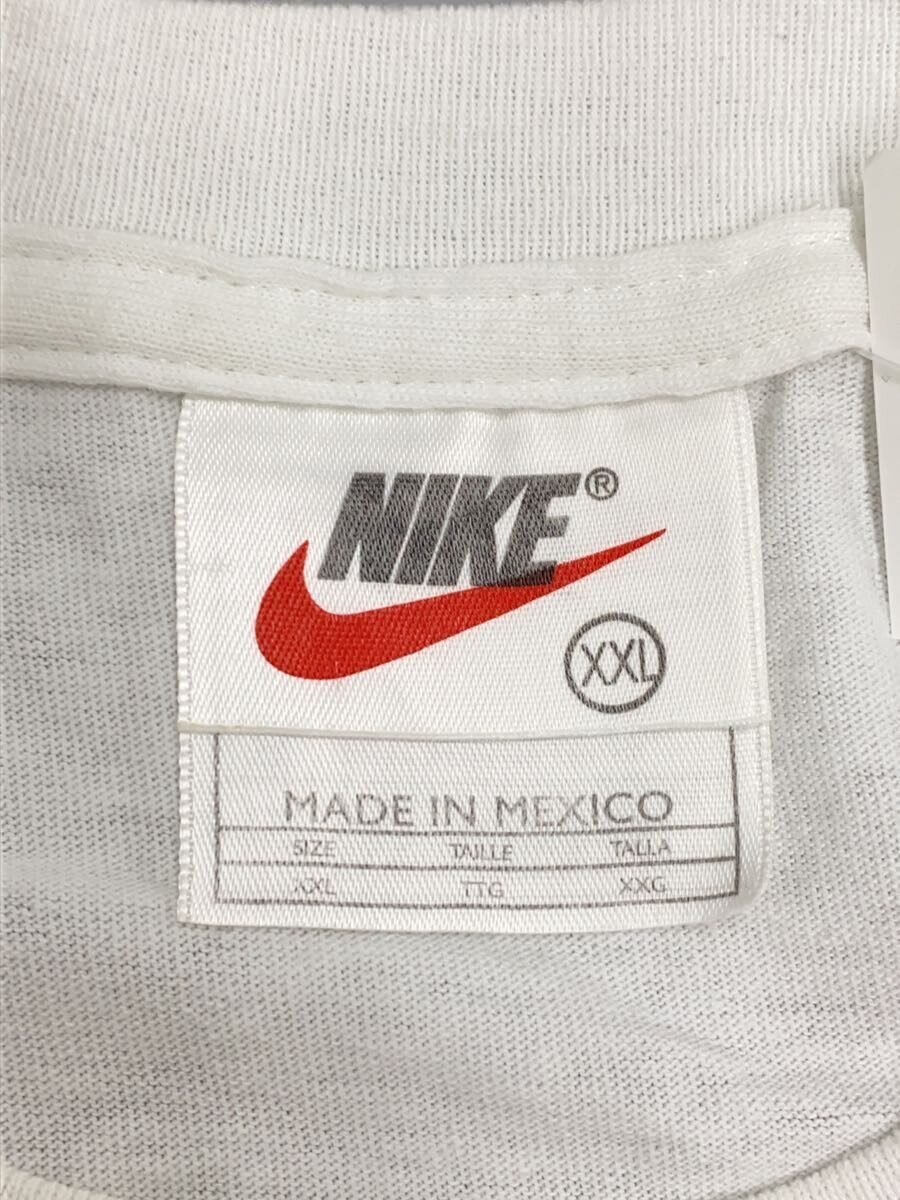 NIKE®
XXL
MADE IN MEXICO
SIZE TAILLE TALLA
XXL TTG XXG